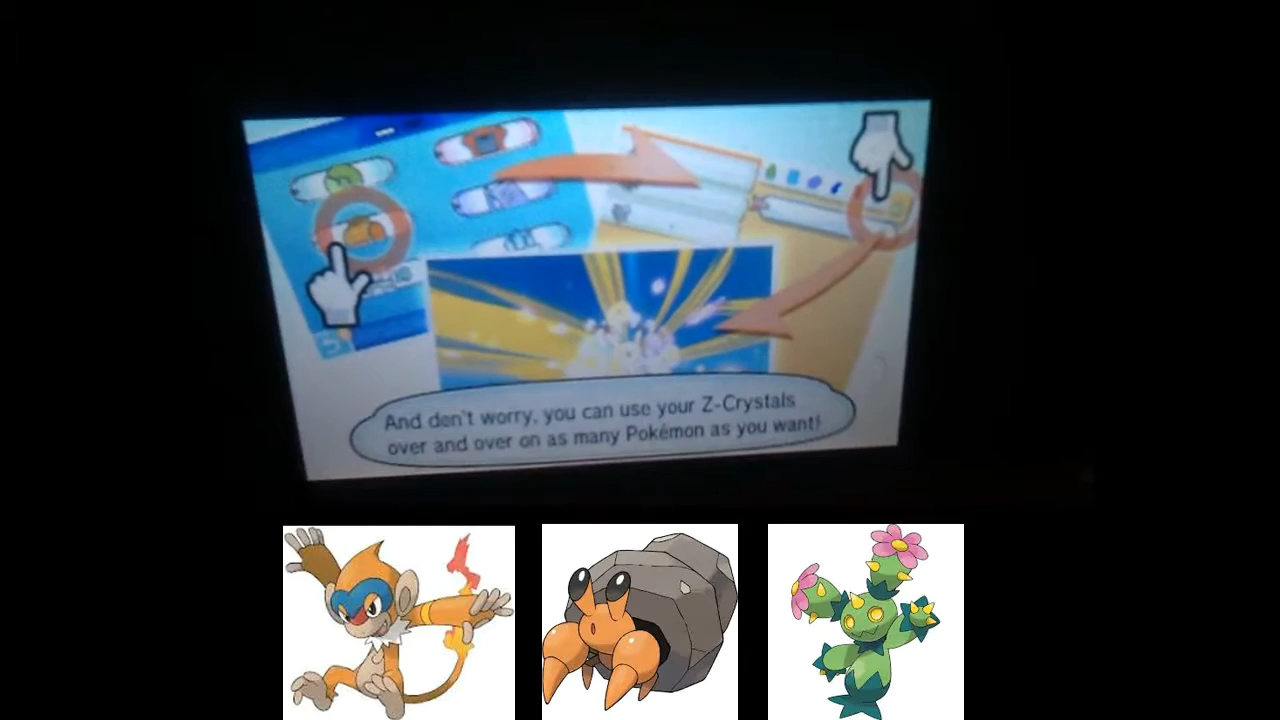 And don't worry, you can use your Z-Crystals
over and over on as many Pokémon as you want!